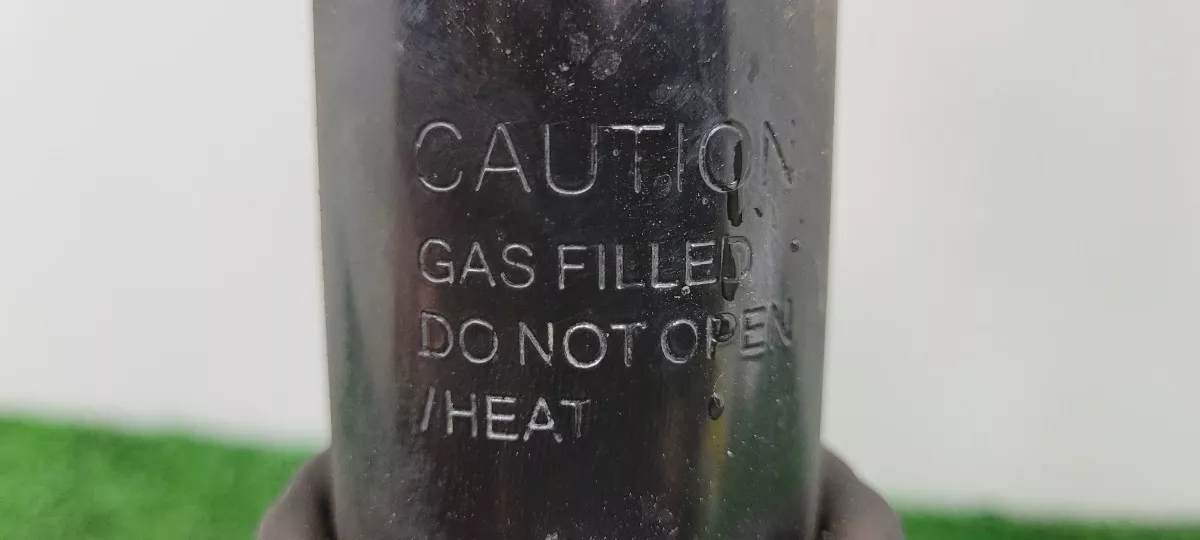 CAUTION
GAS FILLED
DO NOT OPEN
/HEAT